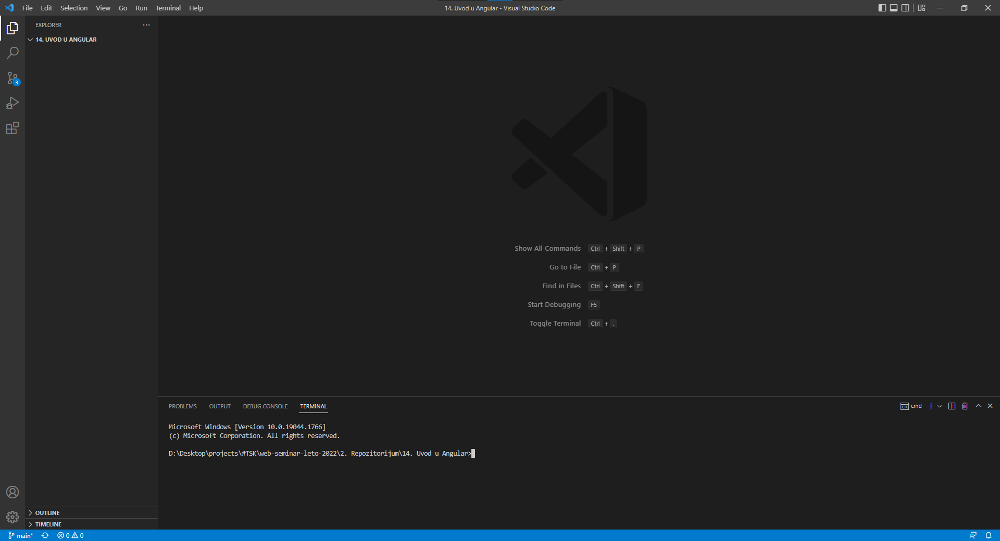 File Edit Selection View Go Run Terminal Help
14. Uvod u Angular - Visual Studio Code
EXPLORER
14. UVOD U ANGULAR
3
Show All Commands Ctrl + Shift + P
Go to File Ctrl + P
Find in Files Ctrl + Shift + F
Start Debugging F5
Toggle Terminal Ctrl + .
PROBLEMS OUTPUT DEBUG CONSOLE TERMINAL
cmd
Microsoft Windows [Version 10.0.19044.1766]
(c) Microsoft Corporation. All rights reserved.
D:\Desktop\projects\#TSK\web-seminar-leto-2022\2. Repozitorijum\14. Uvod u Angular>
OUTLINE
TIMELINE
main* 0 0